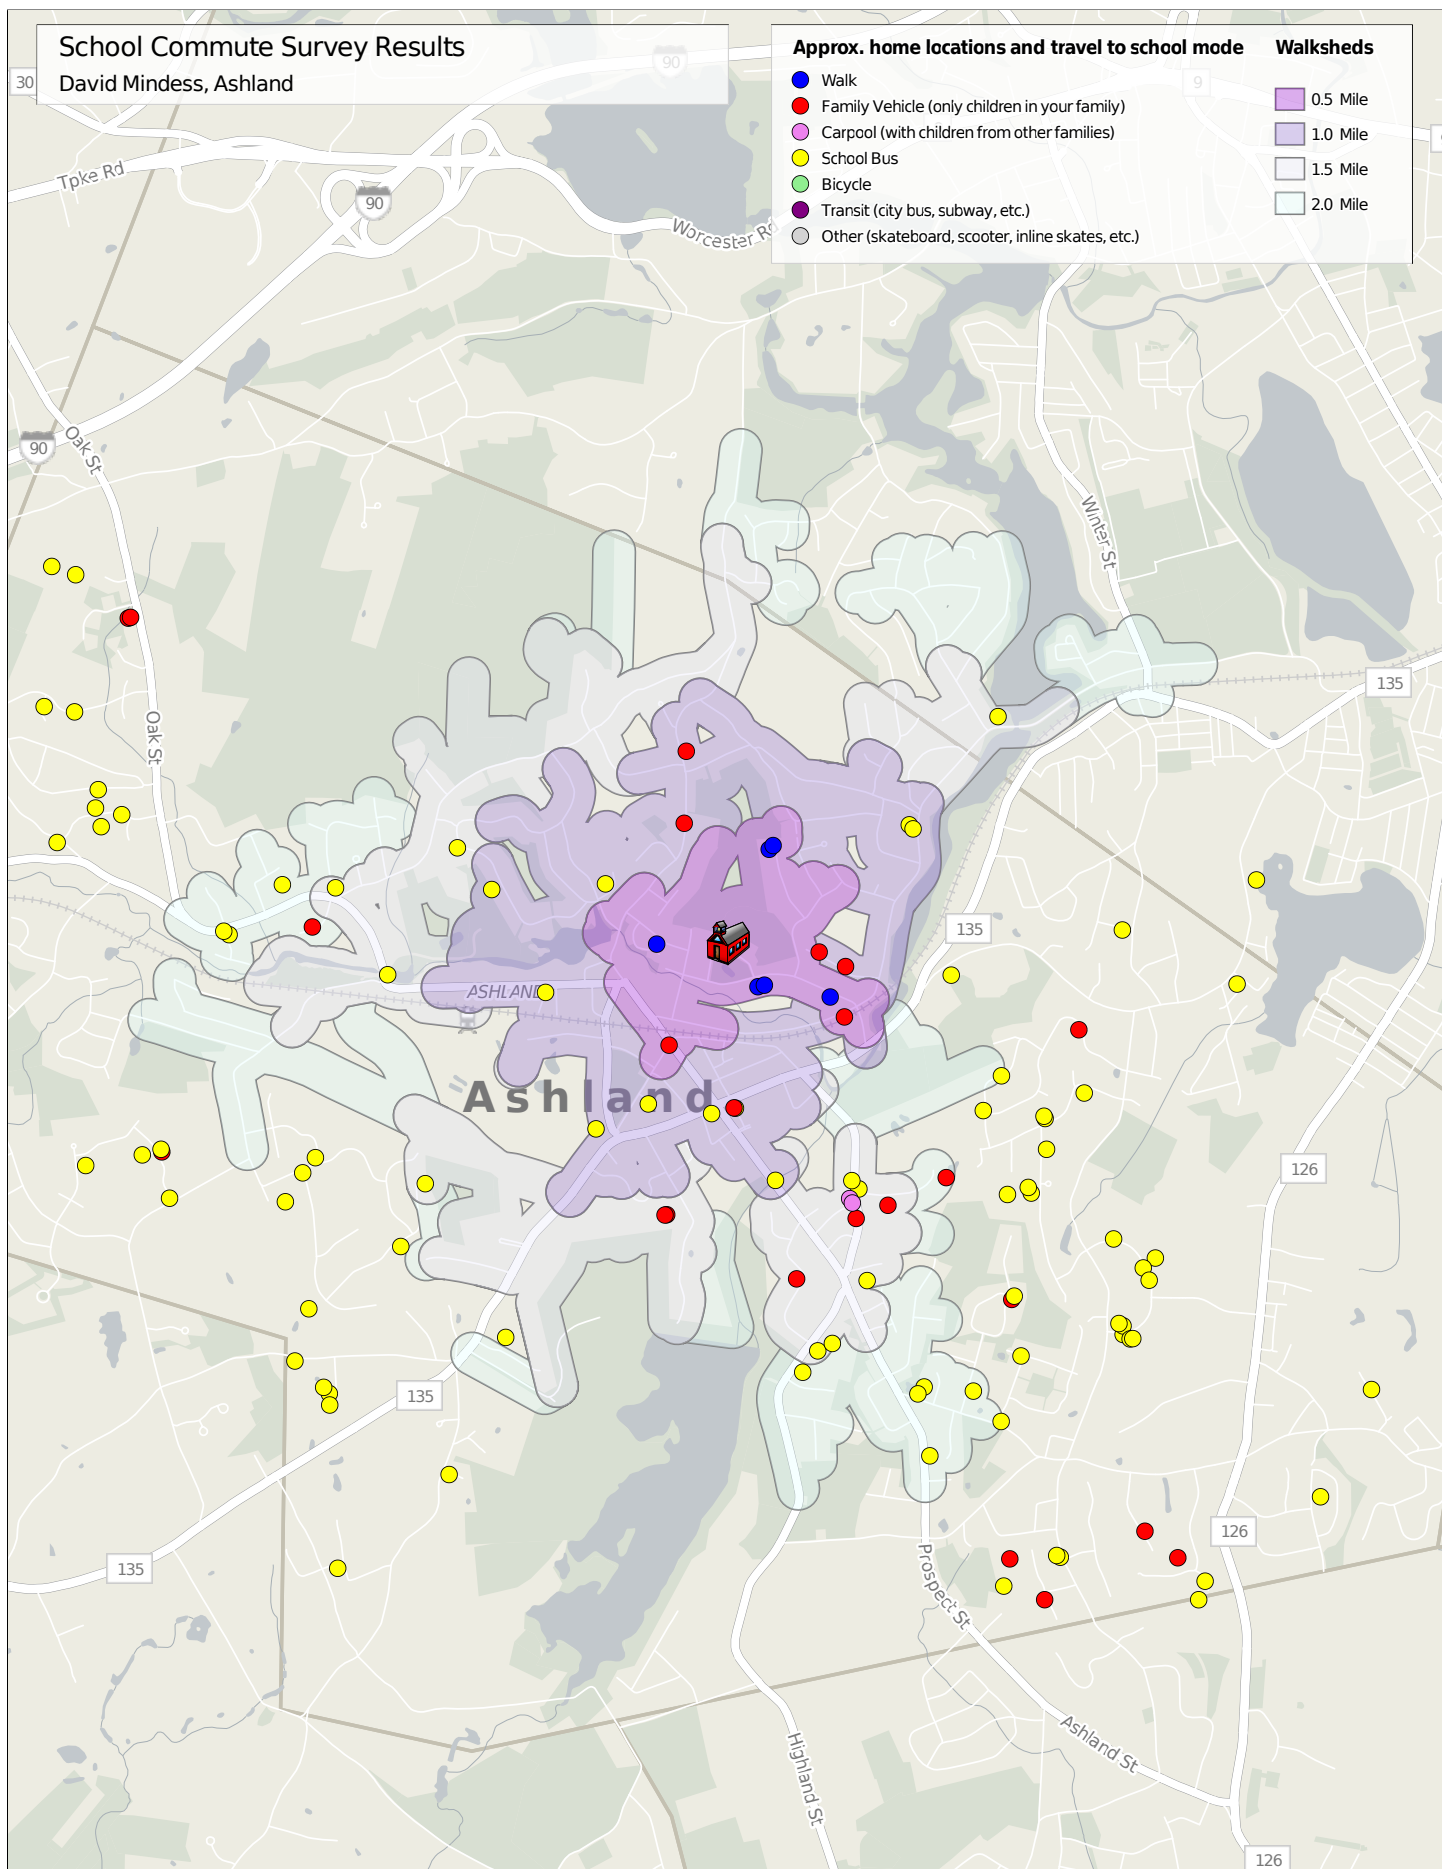 School Commute Survey Results
David Mindess, Ashland
Approx. home locations and travel to school mode
Walk
Family Vehicle (only children in your family)
Carpool (with children from other families)
School Bus
Bicycle
Transit (city bus, subway, etc.)
Other (skateboard, scooter, inline skates, etc.)
Walksheds
0.5 Mile
1.0 Mile
1.5 Mile
2.0 Mile
30
90
9
Tpke Rd
90
Worcester Rd
90
Oak St
Winter St
135
Oak St
135
ASHLAND
Ashland
126
135
126
135
Prospect St
Ashland St
Highland St
126